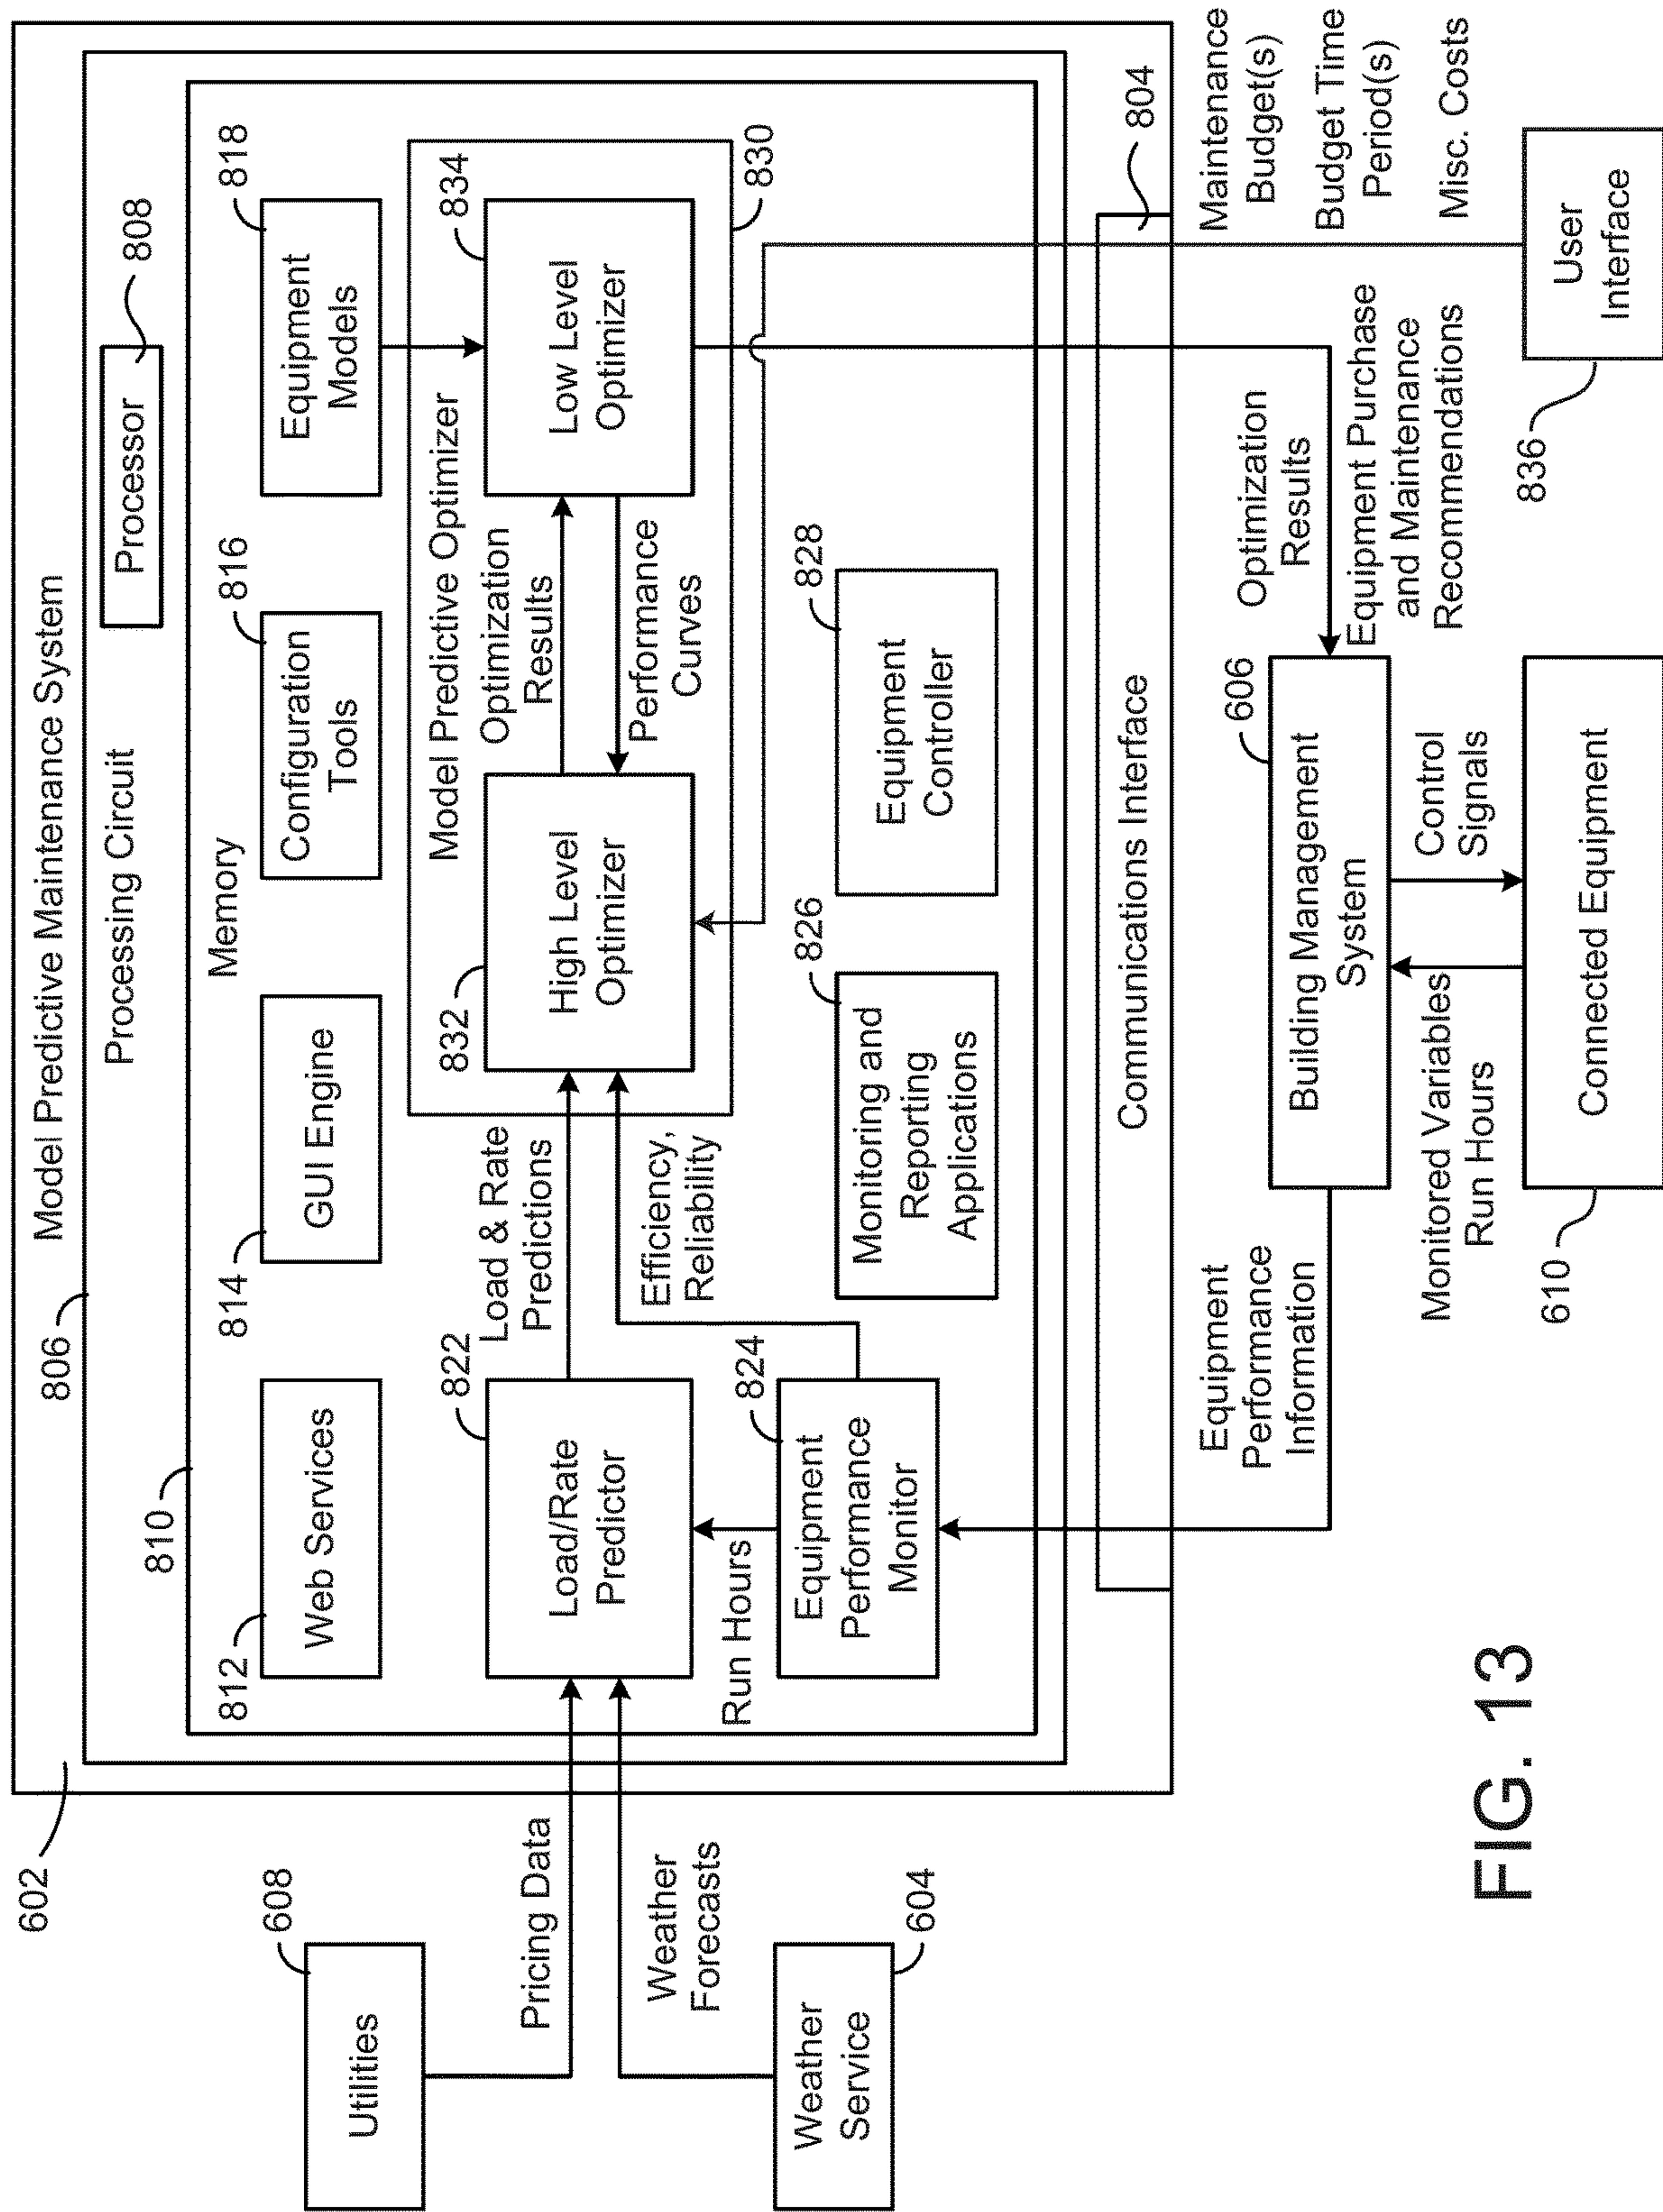 602
806
Model Predictive Maintenance System
Processing Circuit
Processor
808
810
Memory
812
Web Services
814
GUI Engine
816
Configuration
Tools
818
Equipment
Models
608
Utilities
Pricing Data
Weather
Forecasts
Weather
Service
604
822
Load/Rate
Predictor
Load & Rate
Predictions
Efficiency,
Reliability
Run Hours
824
Equipment
Performance
Monitor
Model Predictive Optimizer
832
High Level
Optimizer
Optimization
Results
Performance
Curves
834
Low Level
Optimizer
830
826
Monitoring and
Reporting
Applications
828
Equipment
Controller
Communications Interface
804
Maintenance
Budget(s)
Budget Time
Period(s)
Misc. Costs
Equipment
Performance
Information
606
Building Management
System
Optimization
Results
Equipment Purchase
and Maintenance
Recommendations
Monitored Variables
Run Hours
Control
Signals
610
Connected Equipment
836
User
Interface
FIG. 13